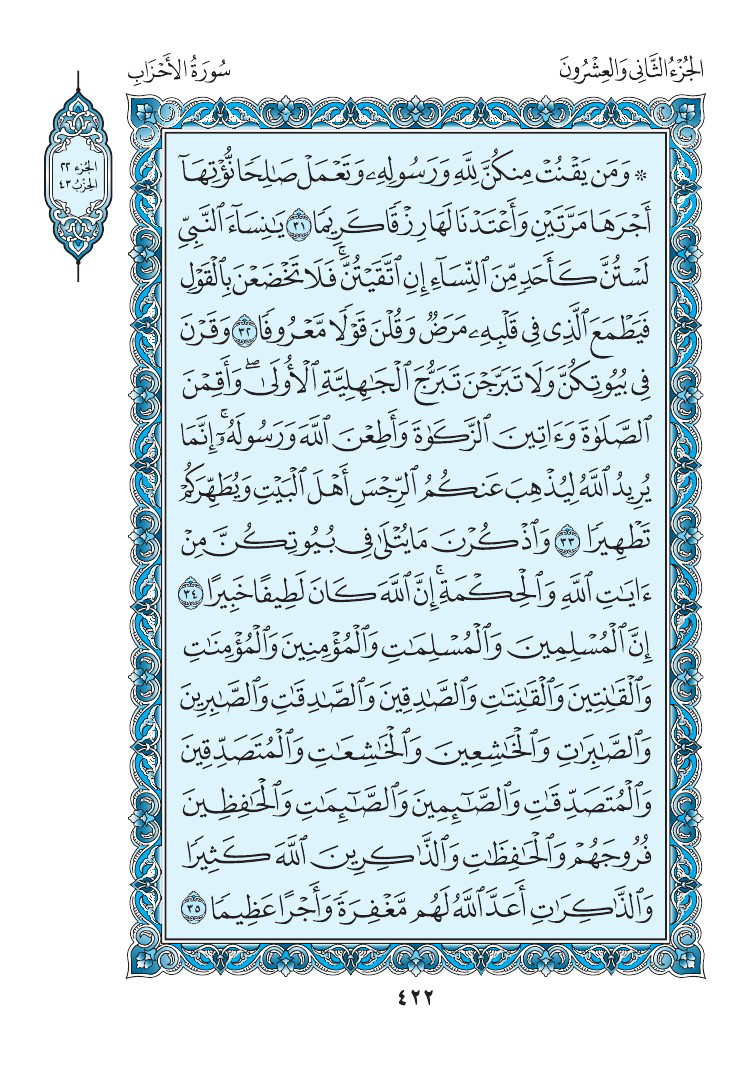 الجُزْءُ الثَّانِي وَالعِشْرُونَ
سُورَةُ الأَحْزَابِ
الجزء ٢٢
الحزب ٤٣
۞ وَمَن يَقْنُتْ مِنكُنَّ لِلَّهِ وَرَسُولِهِۦ وَتَعْمَلْ صَٰلِحًا نُّؤْتِهَآ
أَجْرَهَا مَرَّتَيْنِ وَأَعْتَدْنَا لَهَا رِزْقًا كَرِيمًا ٣١ يَٰنِسَآءَ ٱلنَّبِىِّ
لَسْتُنَّ كَأَحَدٍ مِّنَ ٱلنِّسَآءِ إِنِ ٱتَّقَيْتُنَّۚ فَلَا تَخْضَعْنَ بِٱلْقَوْلِ
فَيَطْمَعَ ٱلَّذِى فِى قَلْبِهِۦ مَرَضٌ وَقُلْنَ قَوْلًا مَّعْرُوفًا ٣٢ وَقَرْنَ
فِى بُيُوتِكُنَّ وَلَا تَبَرَّجْنَ تَبَرُّجَ ٱلْجَٰهِلِيَّةِ ٱلْأُولَىٰۖ وَأَقِمْنَ
ٱلصَّلَوٰةَ وَءَاتِينَ ٱلزَّكَوٰةَ وَأَطِعْنَ ٱللَّهَ وَرَسُولَهُۥٓۚ إِنَّمَا
يُرِيدُ ٱللَّهُ لِيُذْهِبَ عَنكُمُ ٱلرِّجْسَ أَهْلَ ٱلْبَيْتِ وَيُطَهِّرَكُمْ
تَطْهِيرًا ٣٣ وَٱذْكُرْنَ مَا يُتْلَىٰ فِى بُيُوتِكُنَّ مِنْ
ءَايَٰتِ ٱللَّهِ وَٱلْحِكْمَةِۚ إِنَّ ٱللَّهَ كَانَ لَطِيفًا خَبِيرًا ٣٤
إِنَّ ٱلْمُسْلِمِينَ وَٱلْمُسْلِمَٰتِ وَٱلْمُؤْمِنِينَ وَٱلْمُؤْمِنَٰتِ
وَٱلْقَٰنِتِينَ وَٱلْقَٰنِتَٰتِ وَٱلصَّٰدِقِينَ وَٱلصَّٰدِقَٰتِ وَٱلصَّٰبِرِينَ
وَٱلصَّٰبِرَٰتِ وَٱلْخَٰشِعِينَ وَٱلْخَٰشِعَٰتِ وَٱلْمُتَصَدِّقِينَ
وَٱلْمُتَصَدِّقَٰتِ وَٱلصَّٰٓئِمِينَ وَٱلصَّٰٓئِمَٰتِ وَٱلْحَٰفِظِينَ
فُرُوجَهُمْ وَٱلْحَٰفِظَٰتِ وَٱلذَّٰكِرِينَ ٱللَّهَ كَثِيرًا
وَٱلذَّٰكِرَٰتِ أَعَدَّ ٱللَّهُ لَهُم مَّغْفِرَةً وَأَجْرًا عَظِيمًا ٣٥
٤٢٢